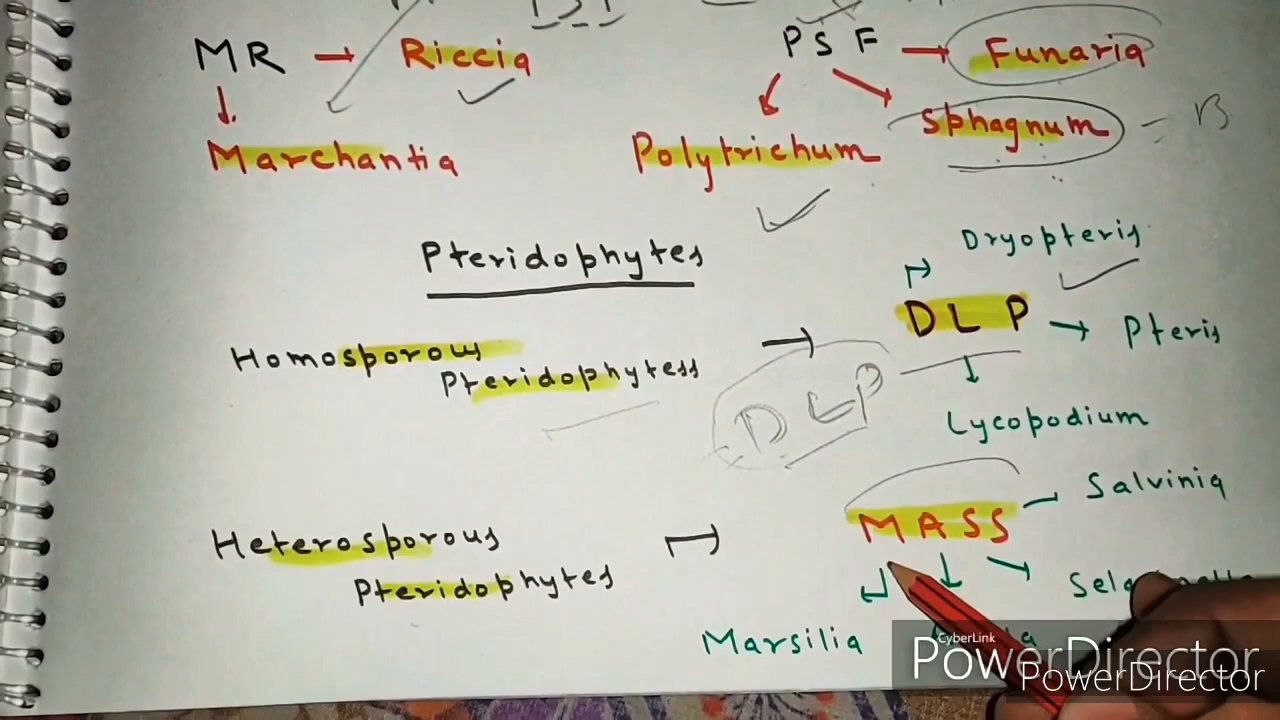 MR → Riccia
PSF → Funaria
Sphagnum = B
Marchantia
Polytrichum
Pteridophytes
Dryopteris
DLP → Pteris
Homosporous
Pteridophytess
DLP
Lycopodium
Salvinia
MASS
Heterosporous
Pteridophytes
Marsilia
CyberLink
PowerDirector
PowerDirector